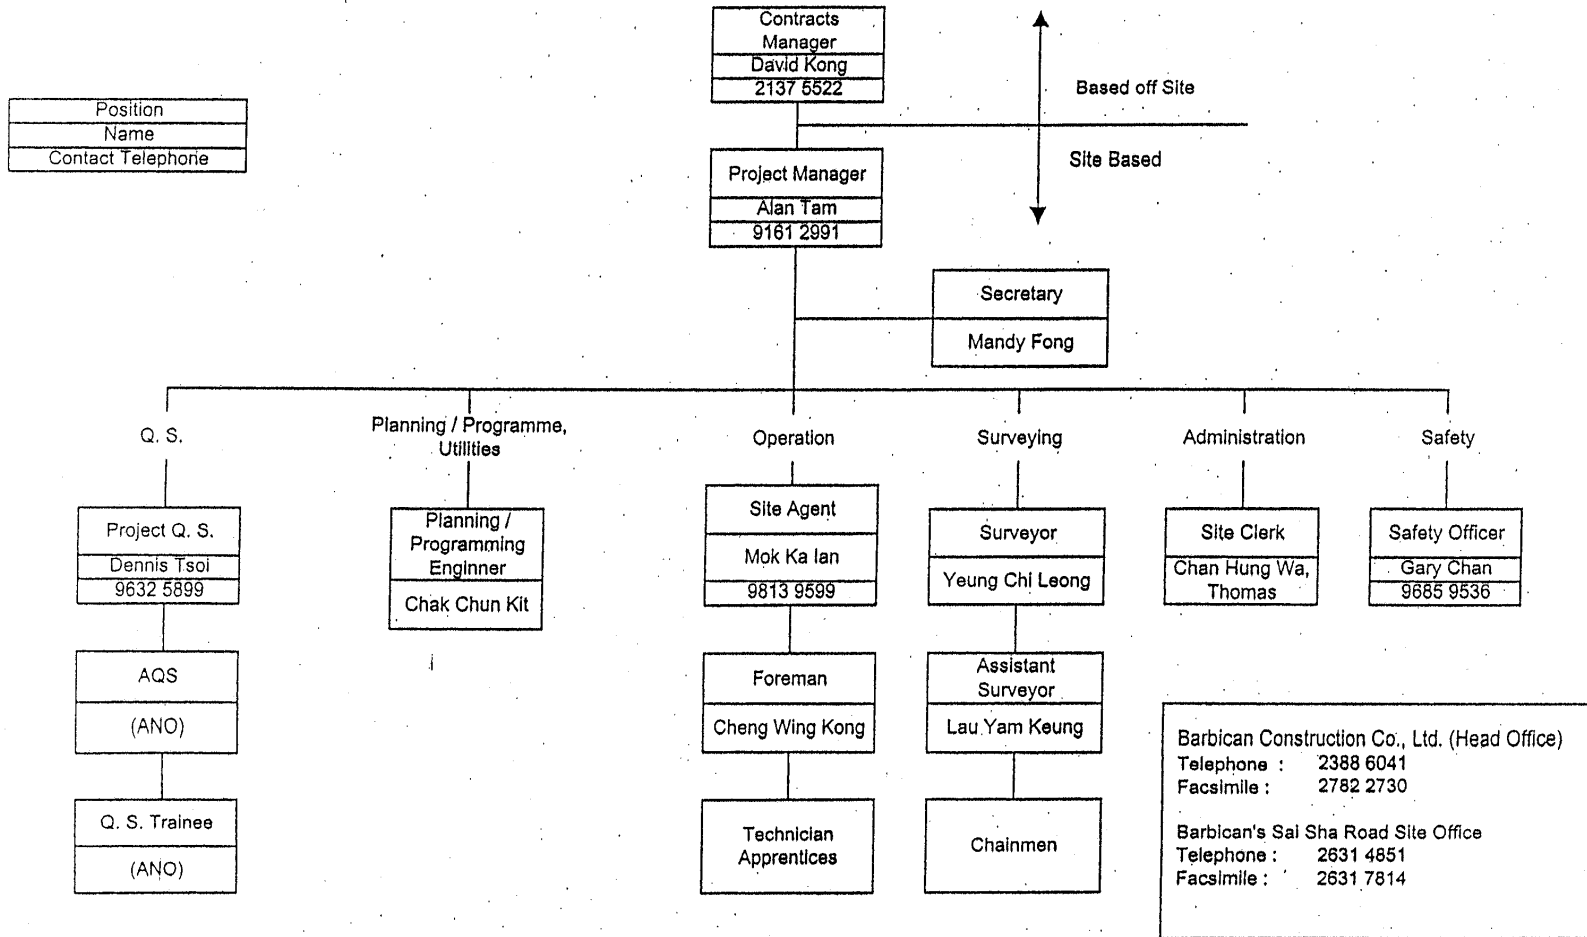 Contracts
Manager
David Kong
2137 5522
Based off Site
Position
Name
Contact Telephone
Site Based
Project Manager
Alan Tam
9161 2991
Secretary
Mandy Fong
Q. S.
Planning / Programme,
Utilities
Operation
Surveying
Administration
Safety
Project Q. S.
Dennis Tsoi
9632 5899
Planning /
Programming
Enginner
Chak Chun Kit
Site Agent
Mok Ka Ian
9813 9599
Surveyor
Yeung Chi Leong
Site Clerk
Chan Hung Wa,
Thomas
Safety Officer
Gary Chan
9685 9536
AQS
(ANO)
Foreman
Cheng Wing Kong
Assistant
Surveyor
Lau Yam Keung
Q. S. Trainee
(ANO)
Technician
Apprentices
Chainmen
Barbican Construction Co., Ltd. (Head Office)
Telephone : 2388 6041
Facsimile : 2782 2730
Barbican's Sai Sha Road Site Office
Telephone : 2631 4851
Facsimile : 2631 7814